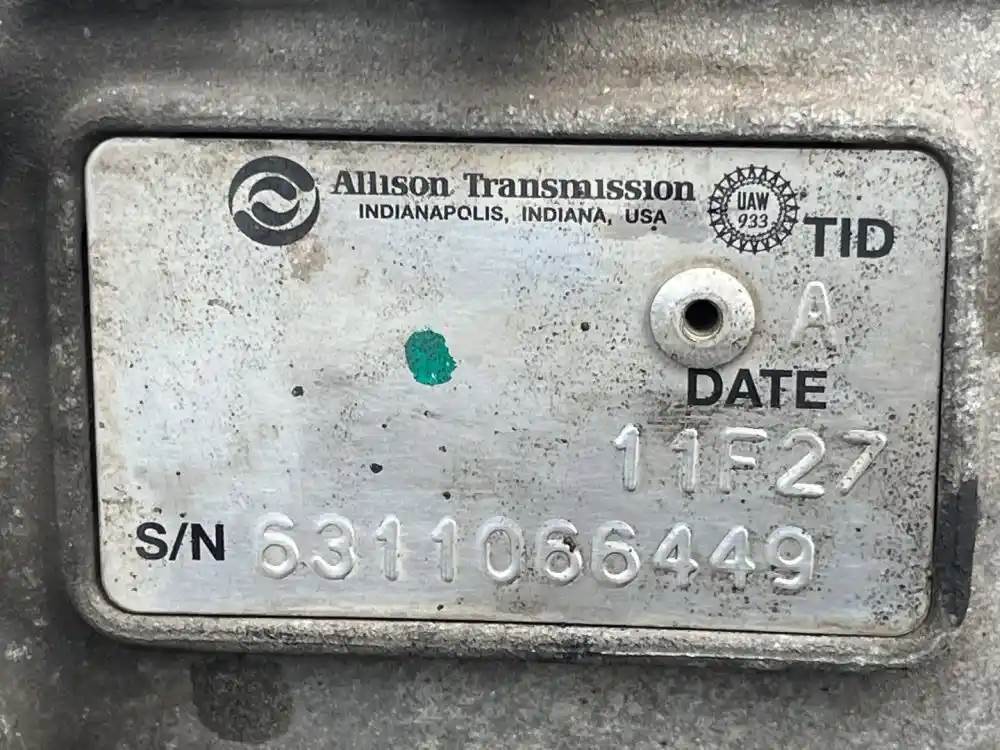 Allison Transmission
INDIANAPOLIS, INDIANA, USA
UAW
933
TID
A
DATE
11F27
S/N 6311066449